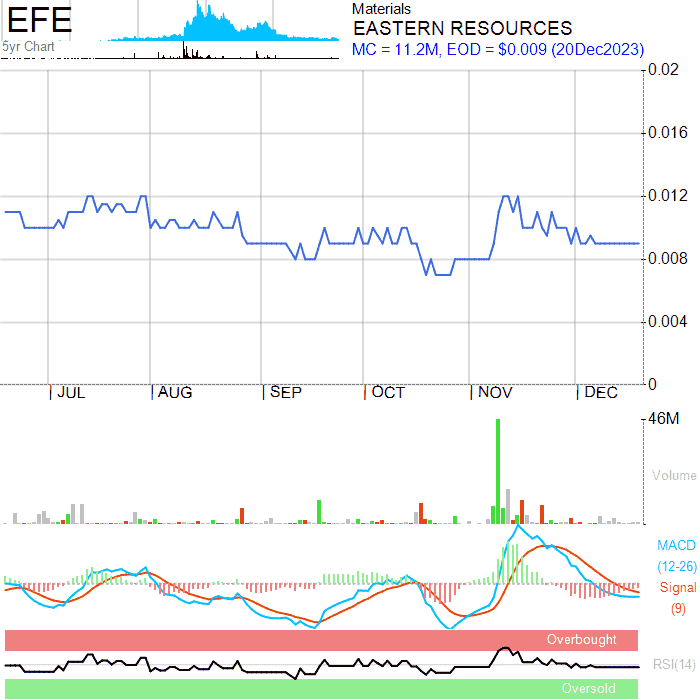 EFE
5yr Chart
Materials
EASTERN RESOURCES
MC = 11.2M, EOD = $0.009 (20Dec2023)
0.02
0.016
0.012
0.008
0.004
0
JUL AUG SEP OCT NOV DEC
46M
Volume
MACD
(12-26)
Signal
(9)
Overbought
RSI(14)
Oversold